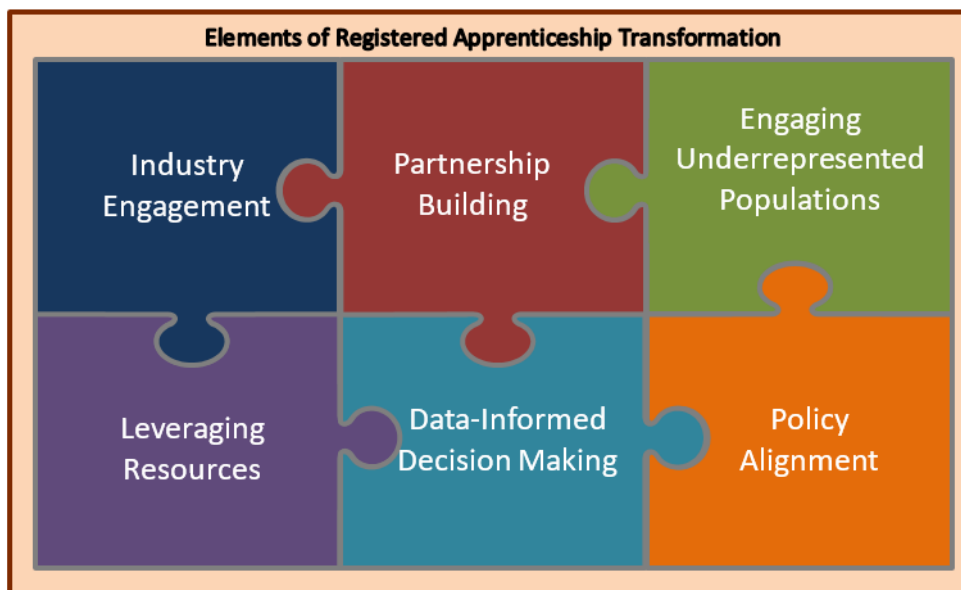 Elements of Registered Apprenticeship Transformation
Industry
Engagement
Partnership
Building
Engaging
Underrepresented
Populations
Leveraging
Resources
Data-Informed
Decision Making
Policy
Alignment